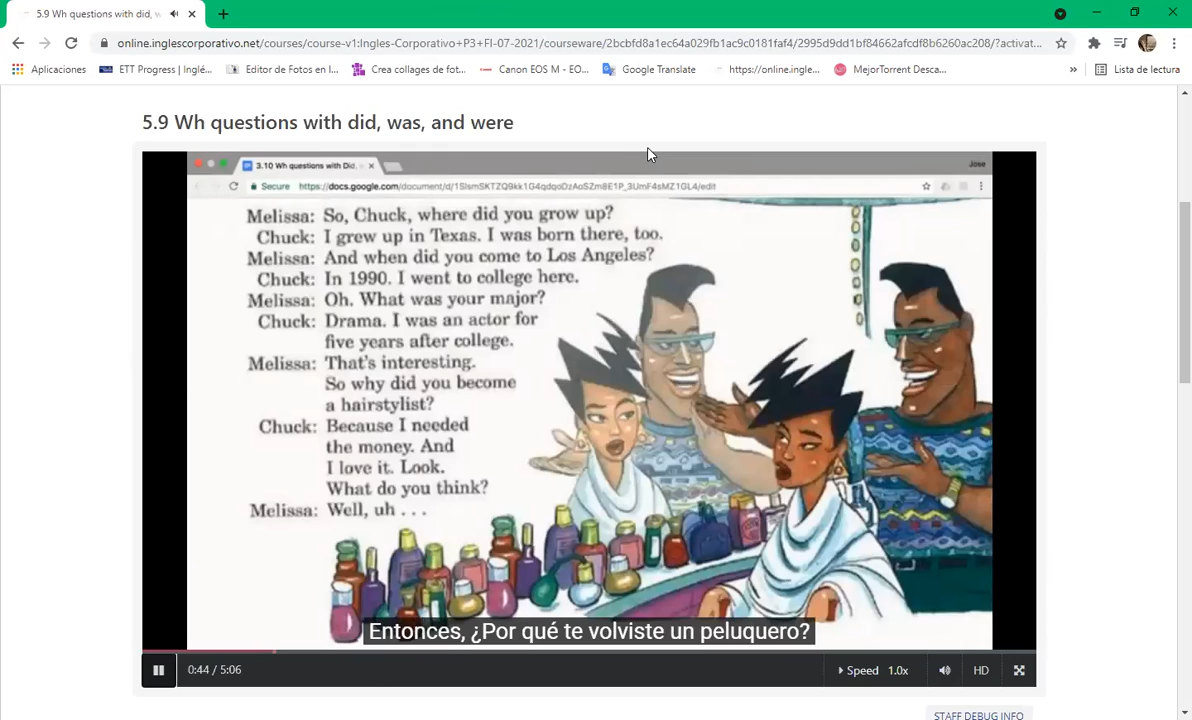 5.9 Wh questions with did, w
online.inglescorporativo.net/courses/course-v1:Ingles-Corporativo+P3+FI-07-2021/courseware/2bcbfd8a1ec64a029fb1ac9c0181faf4/2995d9dd1bf84662afcdf8b6260ac208/?activat...
Aplicaciones ETT Progress | Inglé... Editor de Fotos en l... Crea collages de fot... Canon EOS M - EO... Google Translate https://online.ingle... MejorTorrent Desca... » Lista de lectura
5.9 Wh questions with did, was, and were
3.10 Wh questions with Did, Jose
Secure https://docs.google.com/document/d/
Melissa: So, Chuck, where did you grow up?
Chuck: I grew up in Texas. I was born there, too.
Melissa: And when did you come to Los Angeles?
Chuck: In 1990. I went to college here.
Melissa: Oh. What was your major?
Chuck: Drama. I was an actor for
five years after college.
Melissa: That's interesting.
So why did you become
a hairstylist?
Chuck: Because I needed
the money. And
I love it. Look.
What do you think?
Melissa: Well, uh . . .
Entonces, ¿Por qué te volviste un peluquero?
0:44 / 5:06 Speed 1.0x HD
STAFF DEBUG INFO